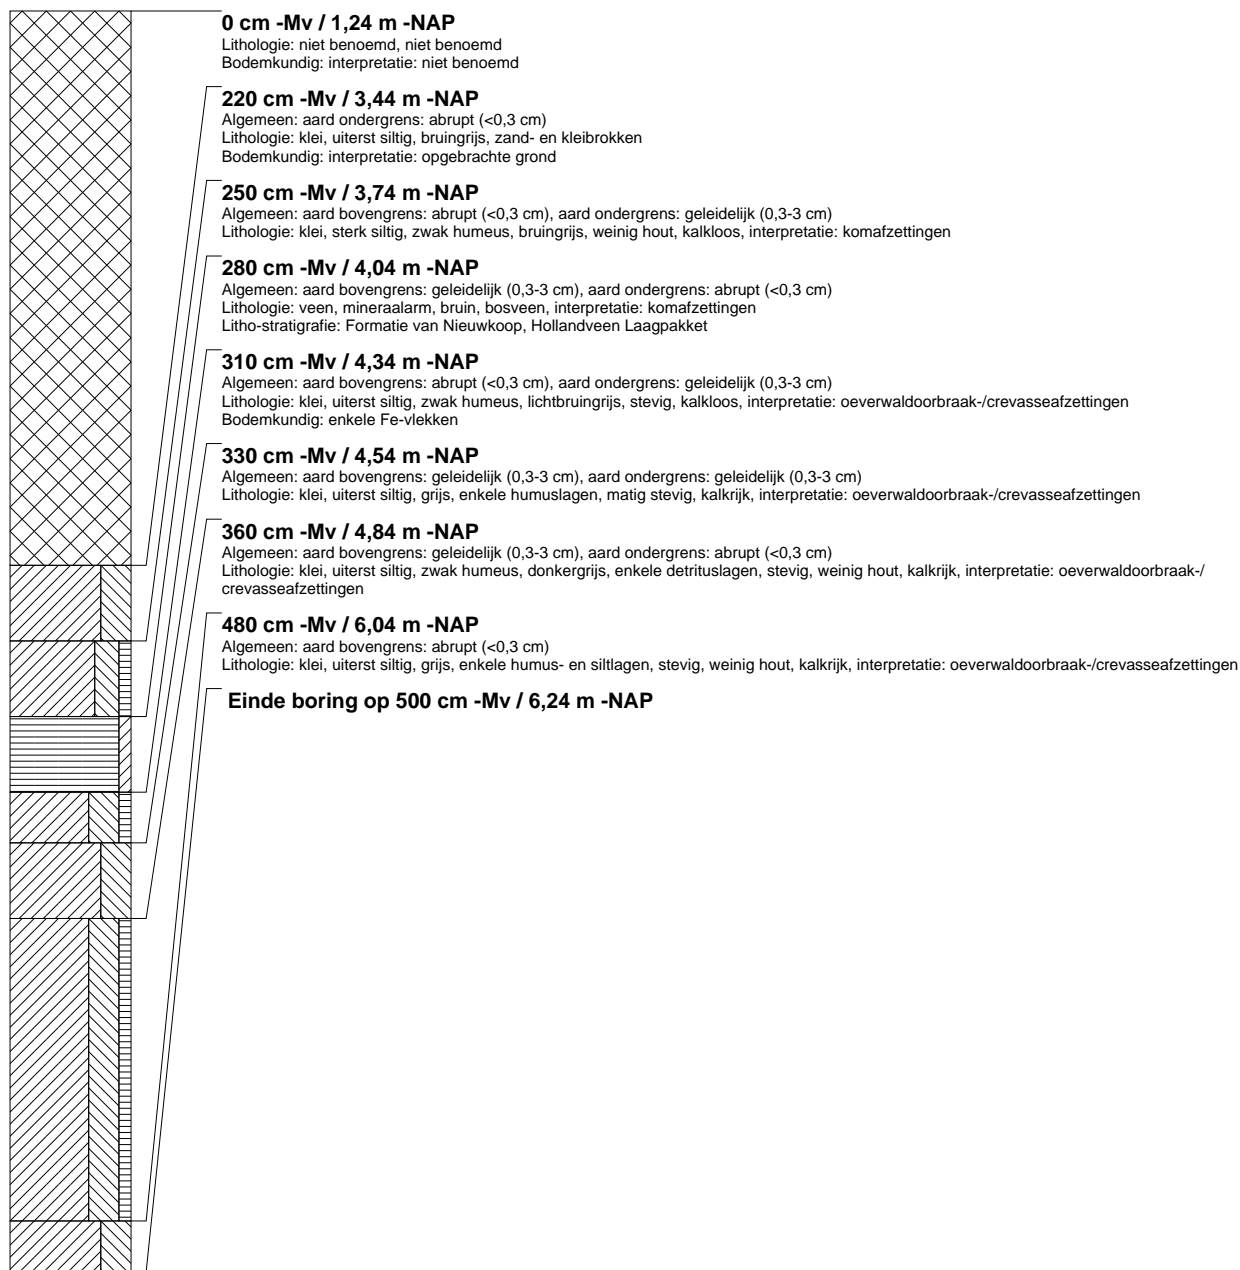 0 cm -Mv / 1,24 m -NAP
Lithologie: niet benoemd, niet benoemd
Bodemkundig: interpretatie: niet benoemd
220 cm -Mv / 3,44 m -NAP
Algemeen: aard ondergrens: abrupt (<0,3 cm)
Lithologie: klei, uiterst siltig, bruingrijs, zand- en kleibrokken
Bodemkundig: interpretatie: opgebrachte grond
250 cm -Mv / 3,74 m -NAP
Algemeen: aard bovengrens: abrupt (<0,3 cm), aard ondergrens: geleidelijk (0,3-3 cm)
Lithologie: klei, sterk siltig, zwak humeus, bruingrijs, weinig hout, kalkloos, interpretatie: komafzettingen
280 cm -Mv / 4,04 m -NAP
Algemeen: aard bovengrens: geleidelijk (0,3-3 cm), aard ondergrens: abrupt (<0,3 cm)
Lithologie: veen, mineraalarm, bruin, bosveen, interpretatie: komafzettingen
Litho-stratigrafie: Formatie van Nieuwkoop, Hollandveen Laagpakket
310 cm -Mv / 4,34 m -NAP
Algemeen: aard bovengrens: abrupt (<0,3 cm), aard ondergrens: geleidelijk (0,3-3 cm)
Lithologie: klei, uiterst siltig, zwak humeus, lichtbruingrijs, stevig, kalkloos, interpretatie: oeverwaldoorbraak-/crevasseafzettingen
Bodemkundig: enkele Fe-vlekken
330 cm -Mv / 4,54 m -NAP
Algemeen: aard bovengrens: geleidelijk (0,3-3 cm), aard ondergrens: geleidelijk (0,3-3 cm)
Lithologie: klei, uiterst siltig, grijs, enkele humuslagen, matig stevig, kalkrijk, interpretatie: oeverwaldoorbraak-/crevasseafzettingen
360 cm -Mv / 4,84 m -NAP
Algemeen: aard bovengrens: geleidelijk (0,3-3 cm), aard ondergrens: abrupt (<0,3 cm)
Lithologie: klei, uiterst siltig, zwak humeus, donkergrijs, enkele detrituslagen, stevig, weinig hout, kalkrijk, interpretatie: oeverwaldoorbraak-/
crevasseafzettingen
480 cm -Mv / 6,04 m -NAP
Algemeen: aard bovengrens: abrupt (<0,3 cm)
Lithologie: klei, uiterst siltig, grijs, enkele humus- en siltlagen, stevig, weinig hout, kalkrijk, interpretatie: oeverwaldoorbraak-/crevasseafzettingen
Einde boring op 500 cm -Mv / 6,24 m -NAP